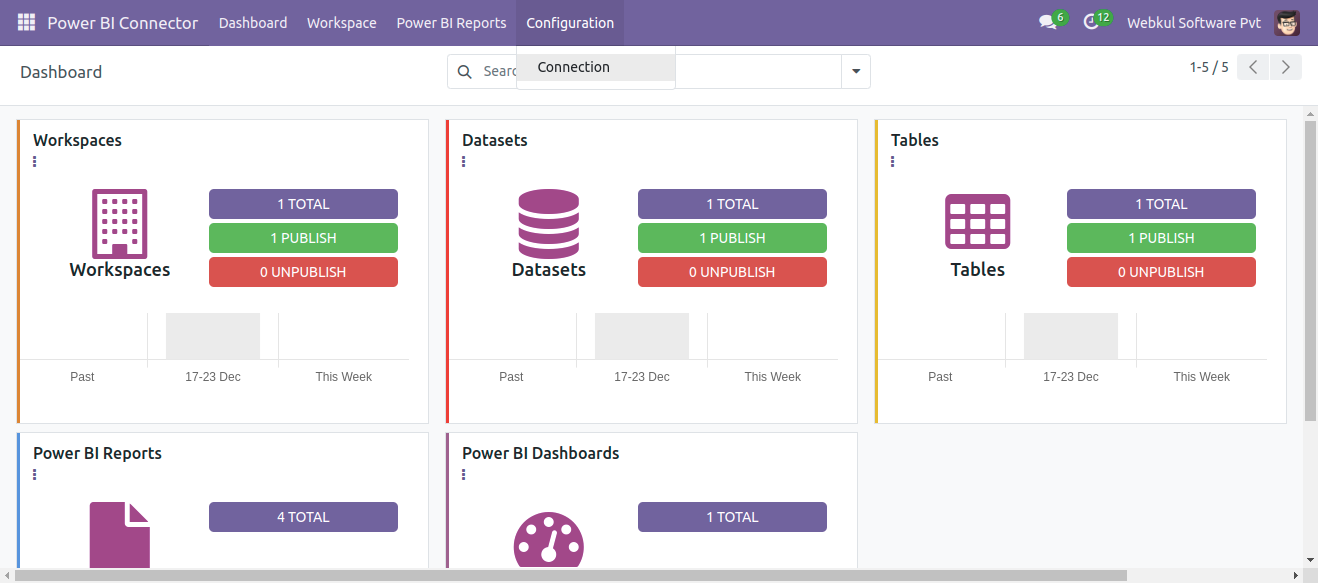 Power BI Connector Dashboard Workspace Power BI Reports Configuration 6 12 Webkul Software Pvt
Connection
Dashboard 1-5 / 5
Workspaces
1 TOTAL
1 PUBLISH
0 UNPUBLISH
Workspaces
Past 17-23 Dec This Week
Datasets
1 TOTAL
1 PUBLISH
0 UNPUBLISH
Datasets
Past 17-23 Dec This Week
Tables
1 TOTAL
1 PUBLISH
0 UNPUBLISH
Tables
Past 17-23 Dec This Week
Power BI Reports
4 TOTAL
Power BI Dashboards
1 TOTAL